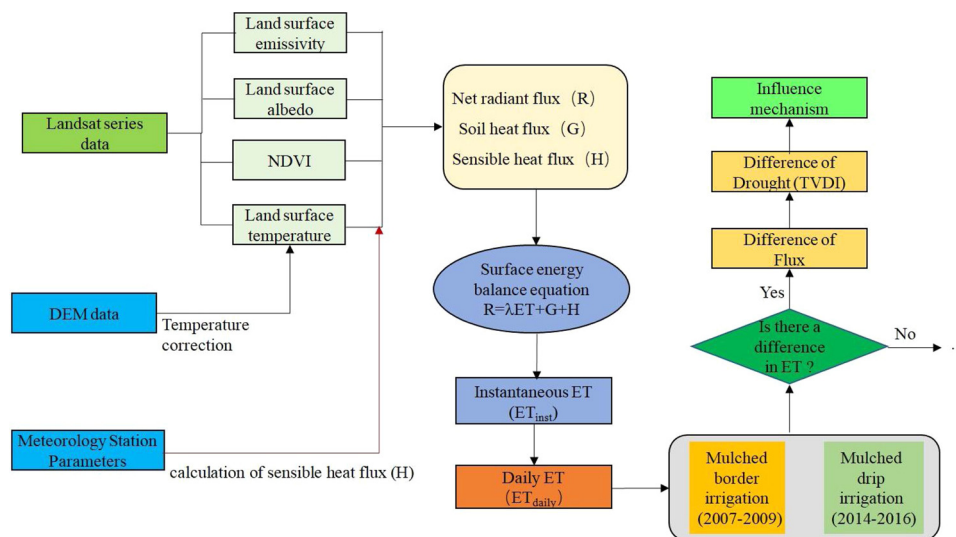 Land surface
emissivity
Land surface
albedo
Landsat series
data
NDVI
Land surface
temperature
DEM data
Temperature
correction
Meteorology Station
Parameters
calculation of sensible heat flux (H)
Net radiant flux （R）
Soil heat flux （G）
Sensible heat flux （H）
Surface energy
balance equation
R=λET+G+H
Instantaneous ET
(ETinst)
Daily ET
（ETdaily)
Mulched
border
irrigation
(2007-2009)
Mulched
drip
irrigation
(2014-2016)
Is there a
difference
in ET ?
No
Yes
Difference of
Flux
Difference of
Drought (TVDI)
Influence
mechanism